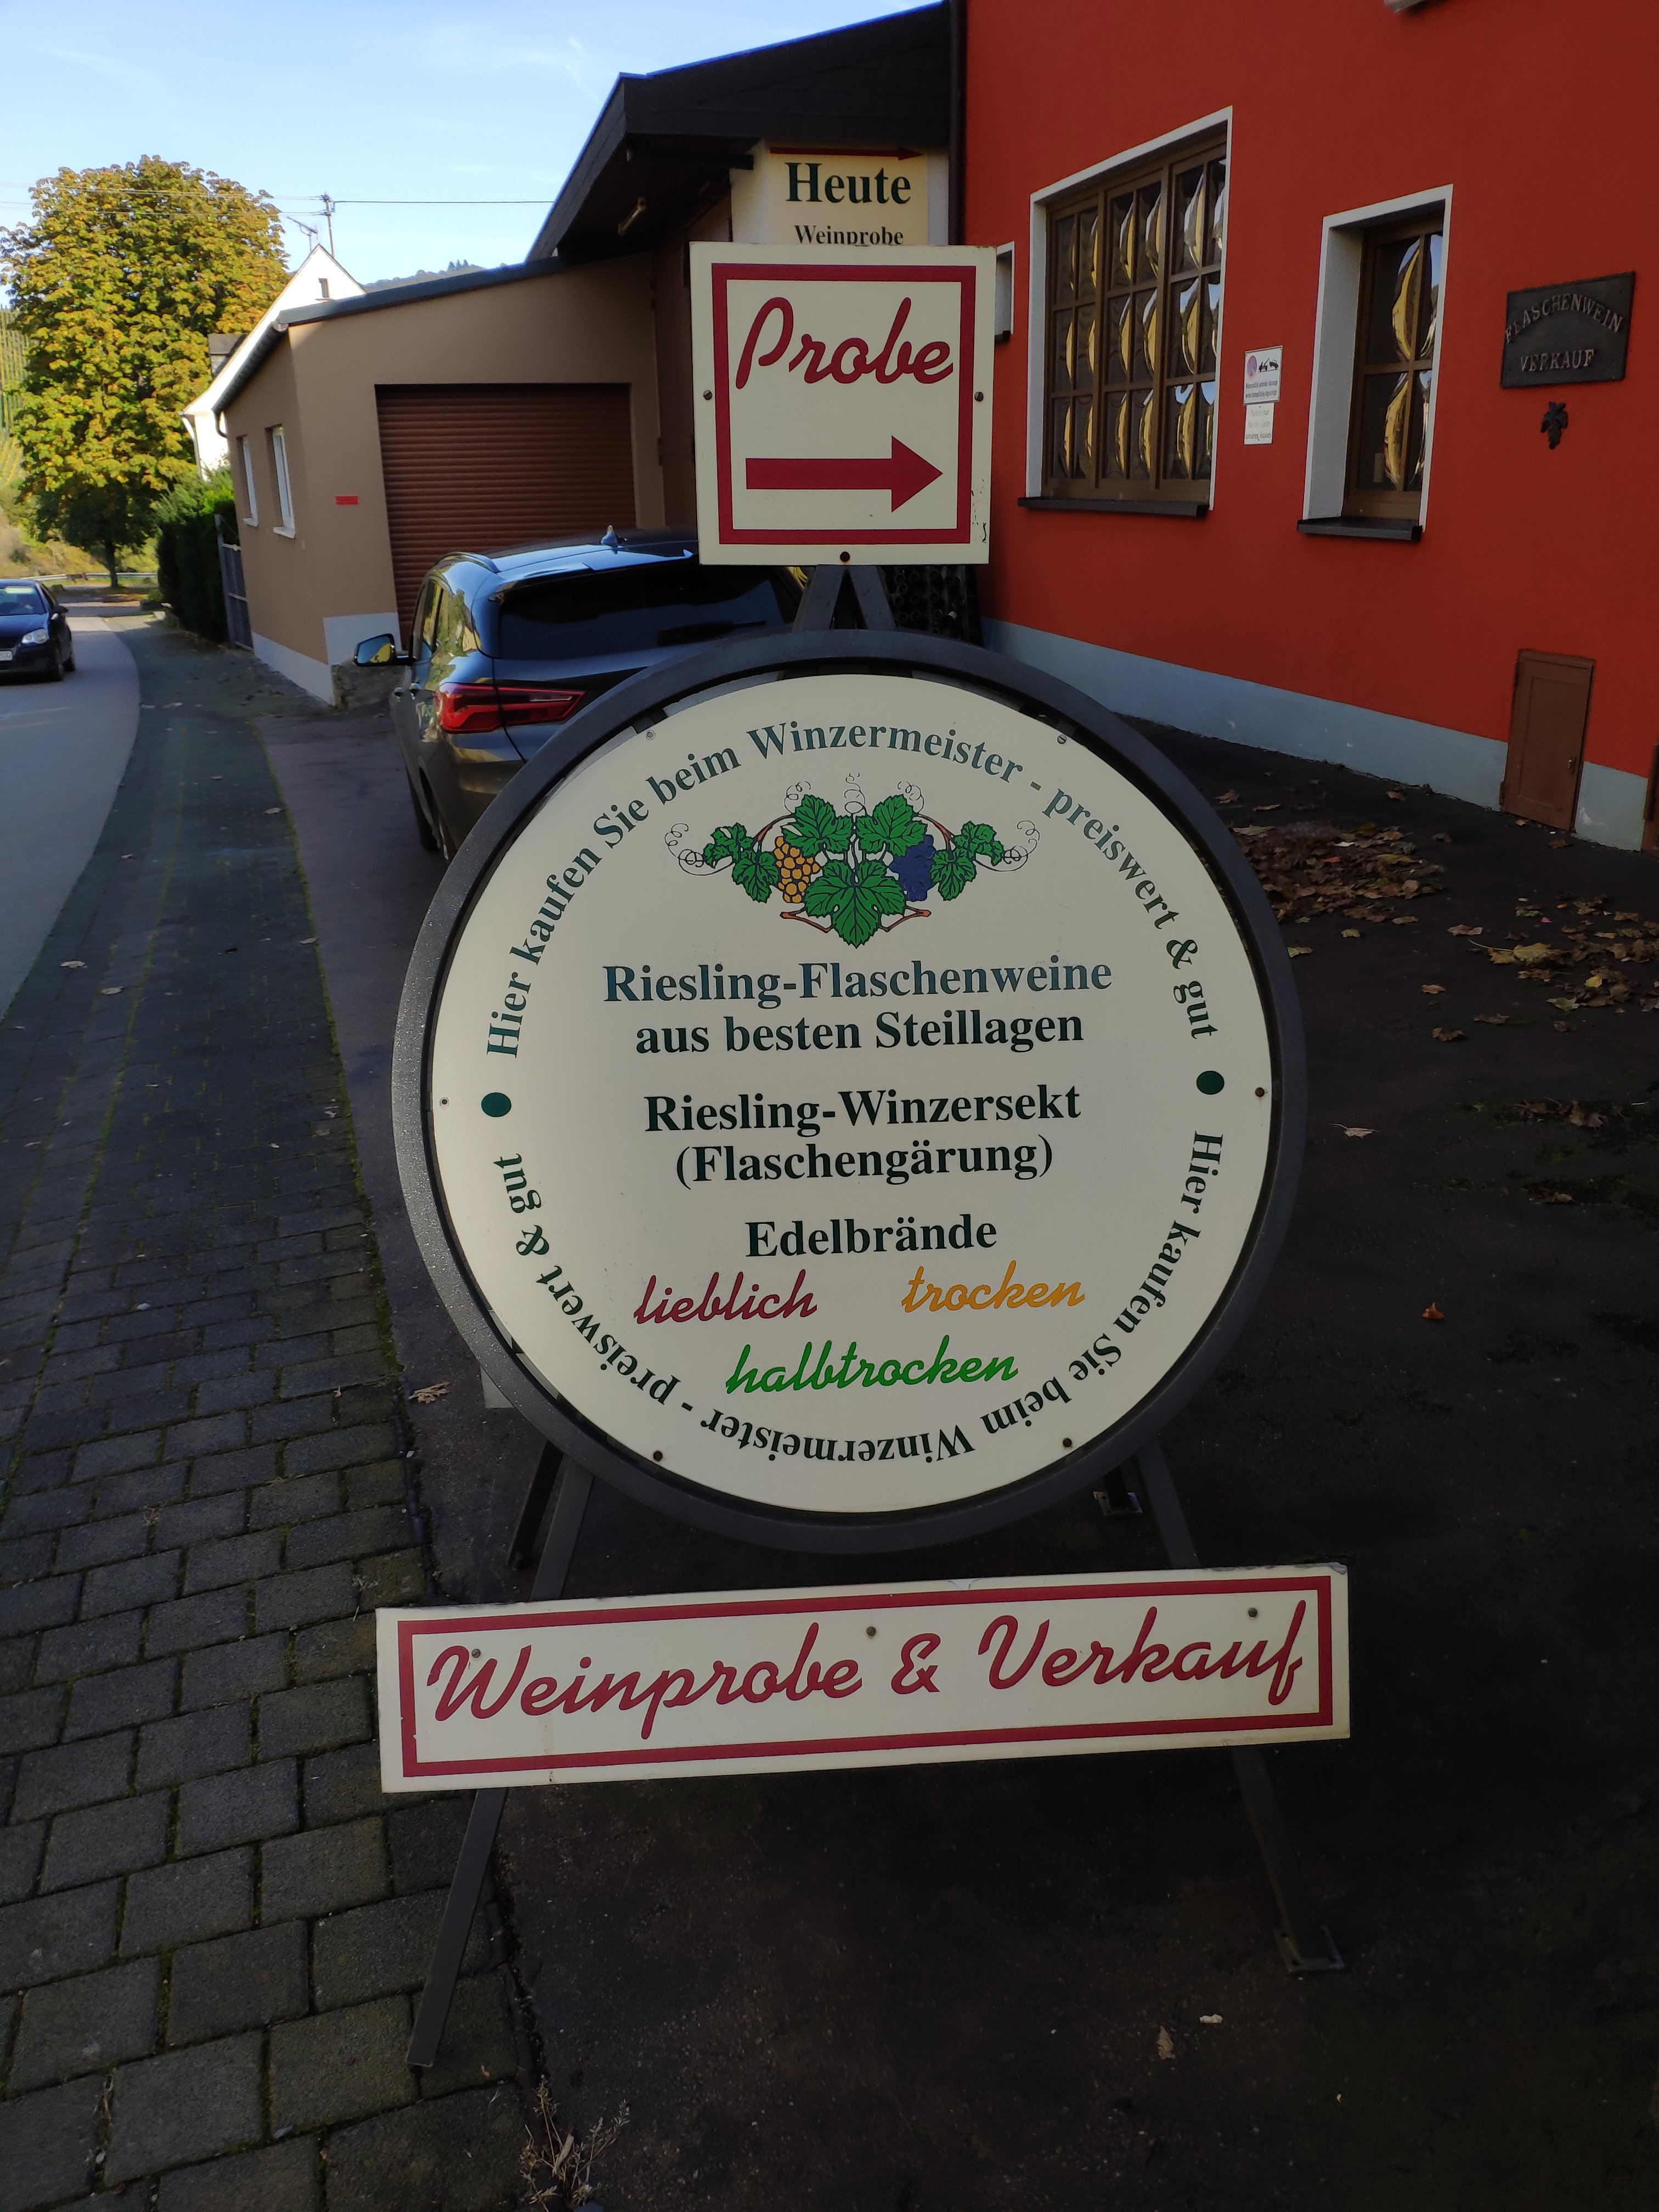 Heute
Weinprobe
Probe
FLASCHENWEIN
VERKAUF
Hier kaufen Sie beim Winzermeister - preiswert & gut
Riesling-Flaschenweine
aus besten Steillagen
Riesling-Winzersekt
(Flaschengärung)
Edelbrände
lieblich trocken
halbtrocken
Hier kaufen Sie beim Winzermeister - preiswert & gut
Weinprobe & Verkauf